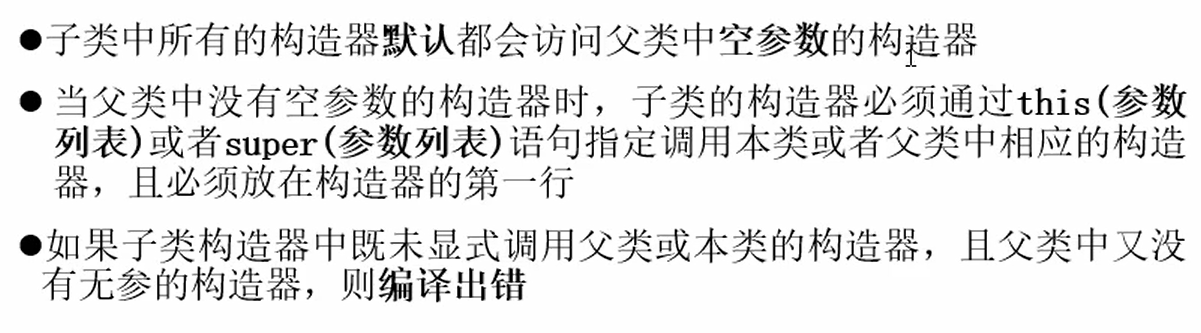 ●子类中所有的构造器默认都会访问父类中空参数的构造器
●当父类中没有空参数的构造器时，子类的构造器必须通过this(参数
列表)或者super(参数列表)语句指定调用本类或者父类中相应的构造
器，且必须放在构造器的第一行
●如果子类构造器中既未显式调用父类或本类的构造器，且父类中又没
有无参的构造器，则编译出错